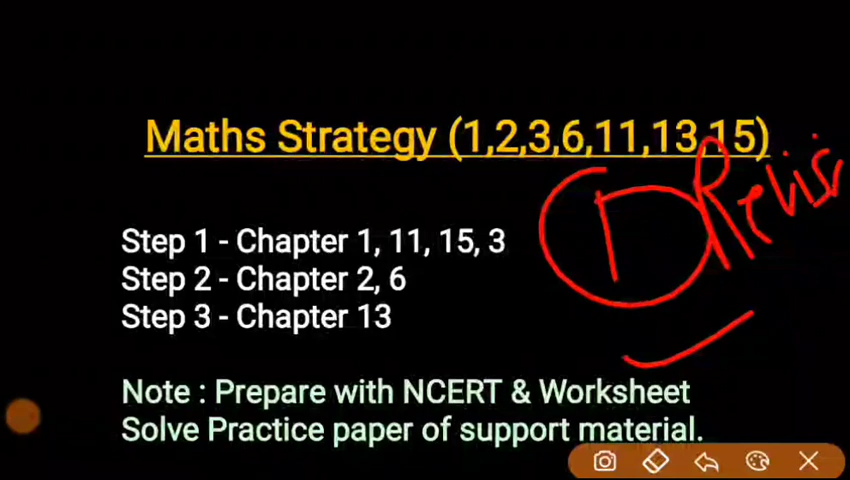 Maths Strategy (1,2,3,6,11,13,15)
Step 1 - Chapter 1, 11, 15, 3
Step 2 - Chapter 2, 6
Step 3 - Chapter 13
Note : Prepare with NCERT & Worksheet
Solve Practice paper of support material.